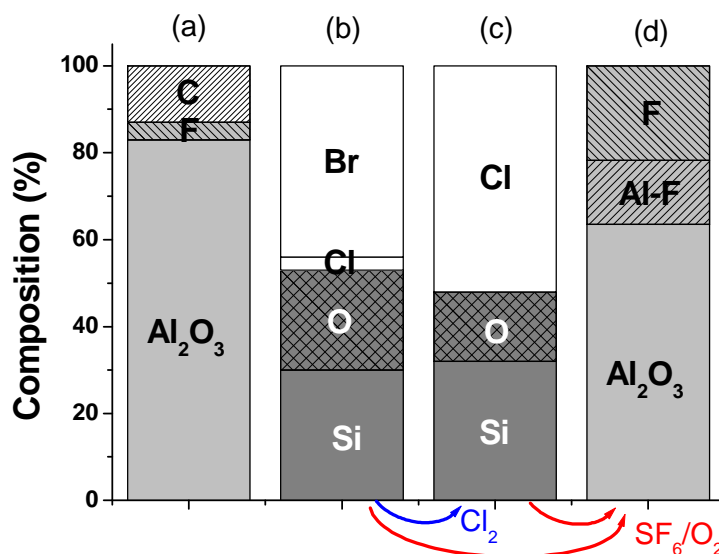 (a) (b) (c) (d)
Composition (%)
100
80
60
40
20
0
C
F
Al₂O₃
Br
Cl
O
Si
Cl
O
Si
F
Al-F
Al₂O₃
Cl₂
SF₆/O₂